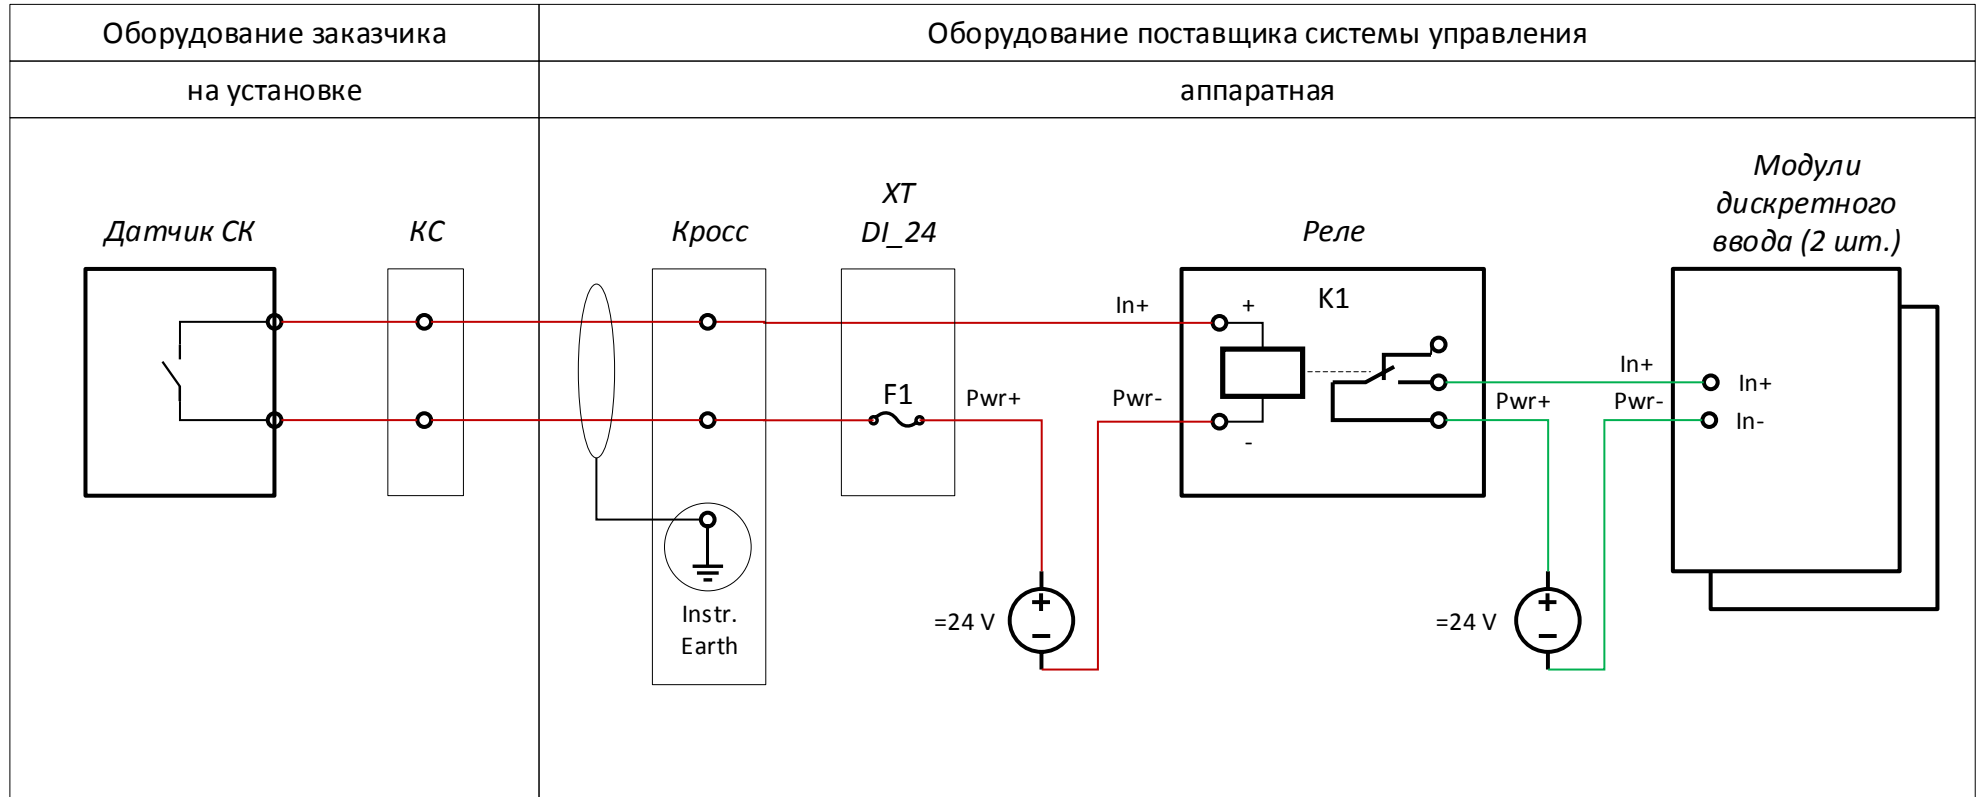 Оборудование заказчика
Оборудование поставщика системы управления
на установке
аппаратная
Датчик СК
КС
Кросс
XT
DI_24
Реле
Модули
дискретного
ввода (2 шт.)
In+
+
K1
F1
Pwr+
Pwr-
-
In+
In+
Pwr+
Pwr-
In-
Instr.
Earth
=24 V
+
−
=24 V
+
−